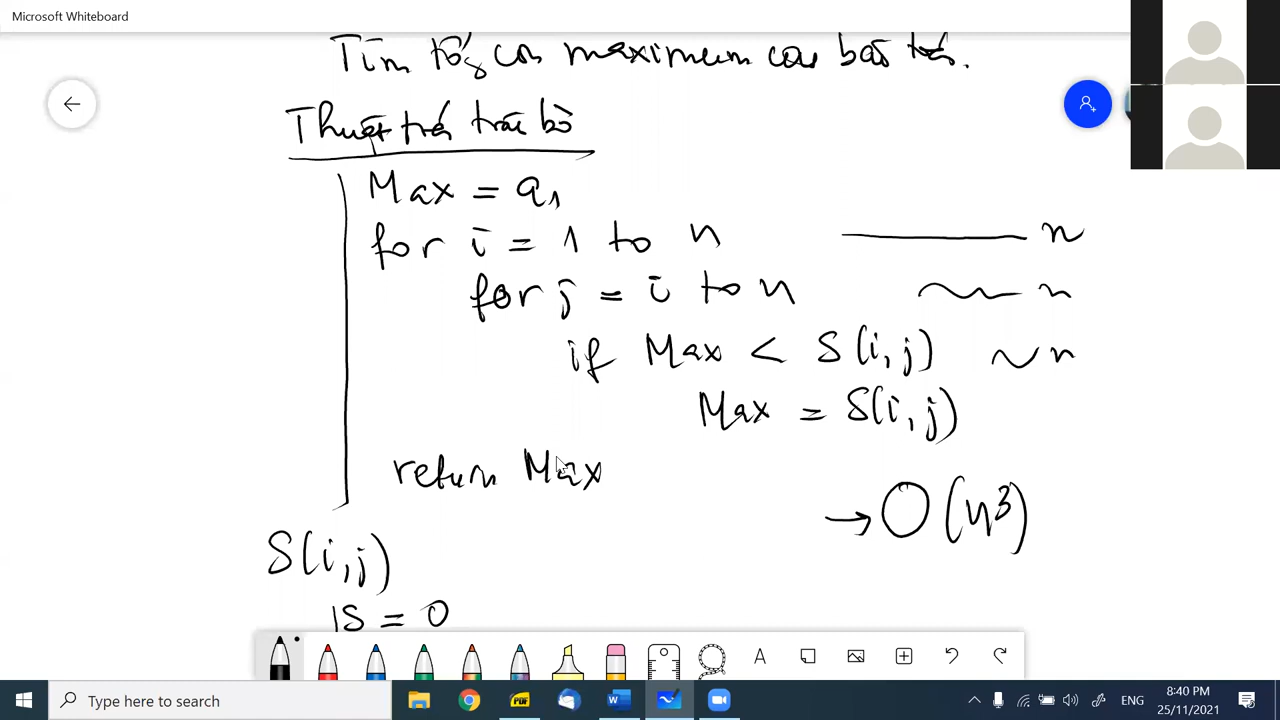 Microsoft Whiteboard
Tìm tổng con maximum của bài toán.
Thuật toán trâu bò
Max = a₁
for i = 1 to n ——— n
for j = i to n ~ n
if Max < S(i,j) ~ n
Max = S(i,j)
return Max
→ O(n³)
S(i,j)
S = 0
Type here to search
ENG
8:40 PM
25/11/2021